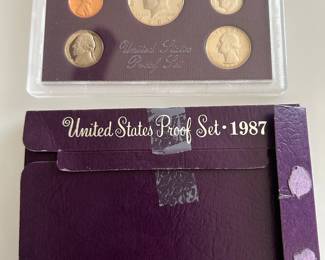 United States
Proof Set
United States Proof Set · 1987